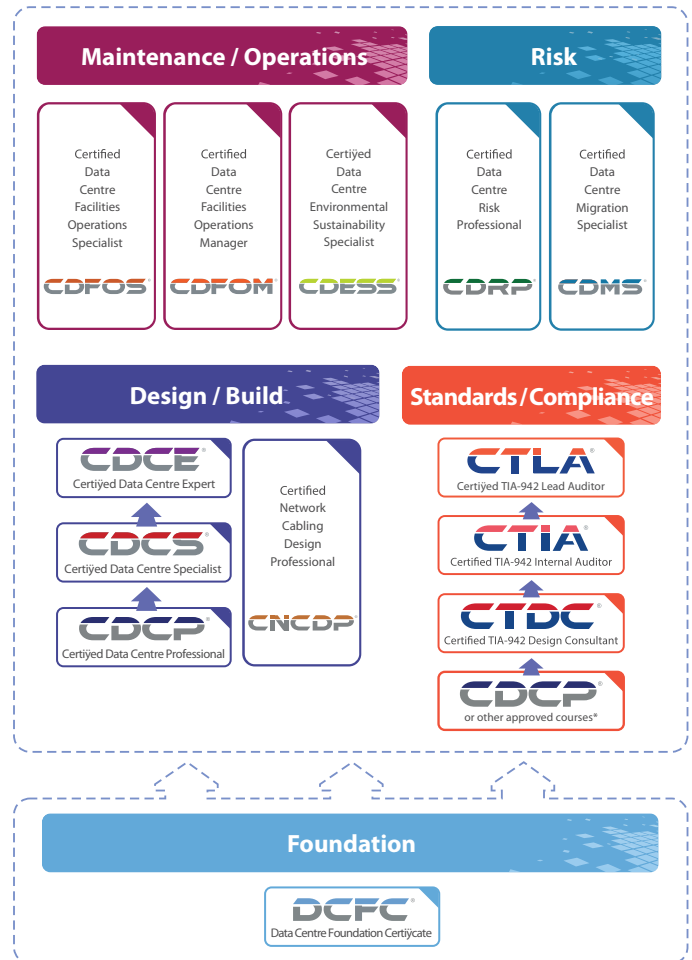 Maintenance / Operations
Certified
Data
Centre
Facilities
Operations
Specialist
CDFOS®
Certified
Data
Centre
Facilities
Operations
Manager
CDFOM®
Certiÿed
Data
Centre
Environmental
Sustainability
Specialist
CDESS®
Risk
Certified
Data
Centre
Risk
Professional
CDRP®
Certified
Data
Centre
Migration
Specialist
CDMS®
Design / Build
CDCE®
Certiÿed Data Centre Expert
CDCS®
Certiÿed Data Centre Specialist
CDCP®
Certiÿed Data Centre Professional
Certified
Network
Cabling
Design
Professional
CNCDP®
Standards / Compliance
CTLA®
Certiÿed TIA-942 Lead Auditor
CTIA®
Certified TIA-942 Internal Auditor
CTDC®
Certified TIA-942 Design Consultant
CDCP®
or other approved courses*
Foundation
DCFC®
Data Centre Foundation Certiÿcate